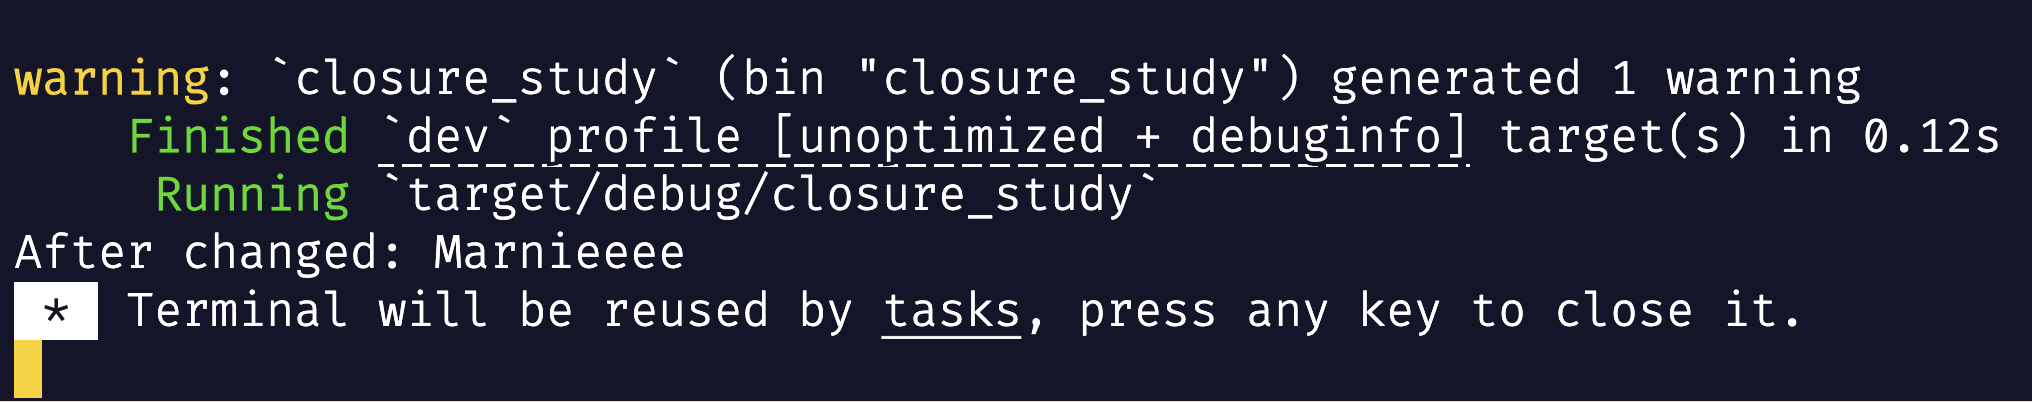 warning: `closure_study` (bin "closure_study") generated 1 warning
Finished `dev` profile [unoptimized + debuginfo] target(s) in 0.12s
Running `target/debug/closure_study`
After changed: Marnieeee
* Terminal will be reused by tasks, press any key to close it.